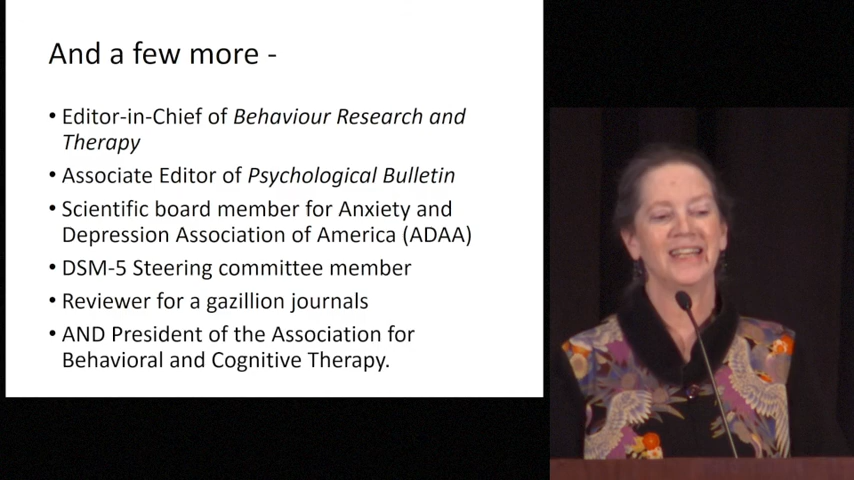 And a few more -
• Editor-in-Chief of Behaviour Research and
Therapy
• Associate Editor of Psychological Bulletin
• Scientific board member for Anxiety and
Depression Association of America (ADAA)
• DSM-5 Steering committee member
• Reviewer for a gazillion journals
• AND President of the Association for
Behavioral and Cognitive Therapy.